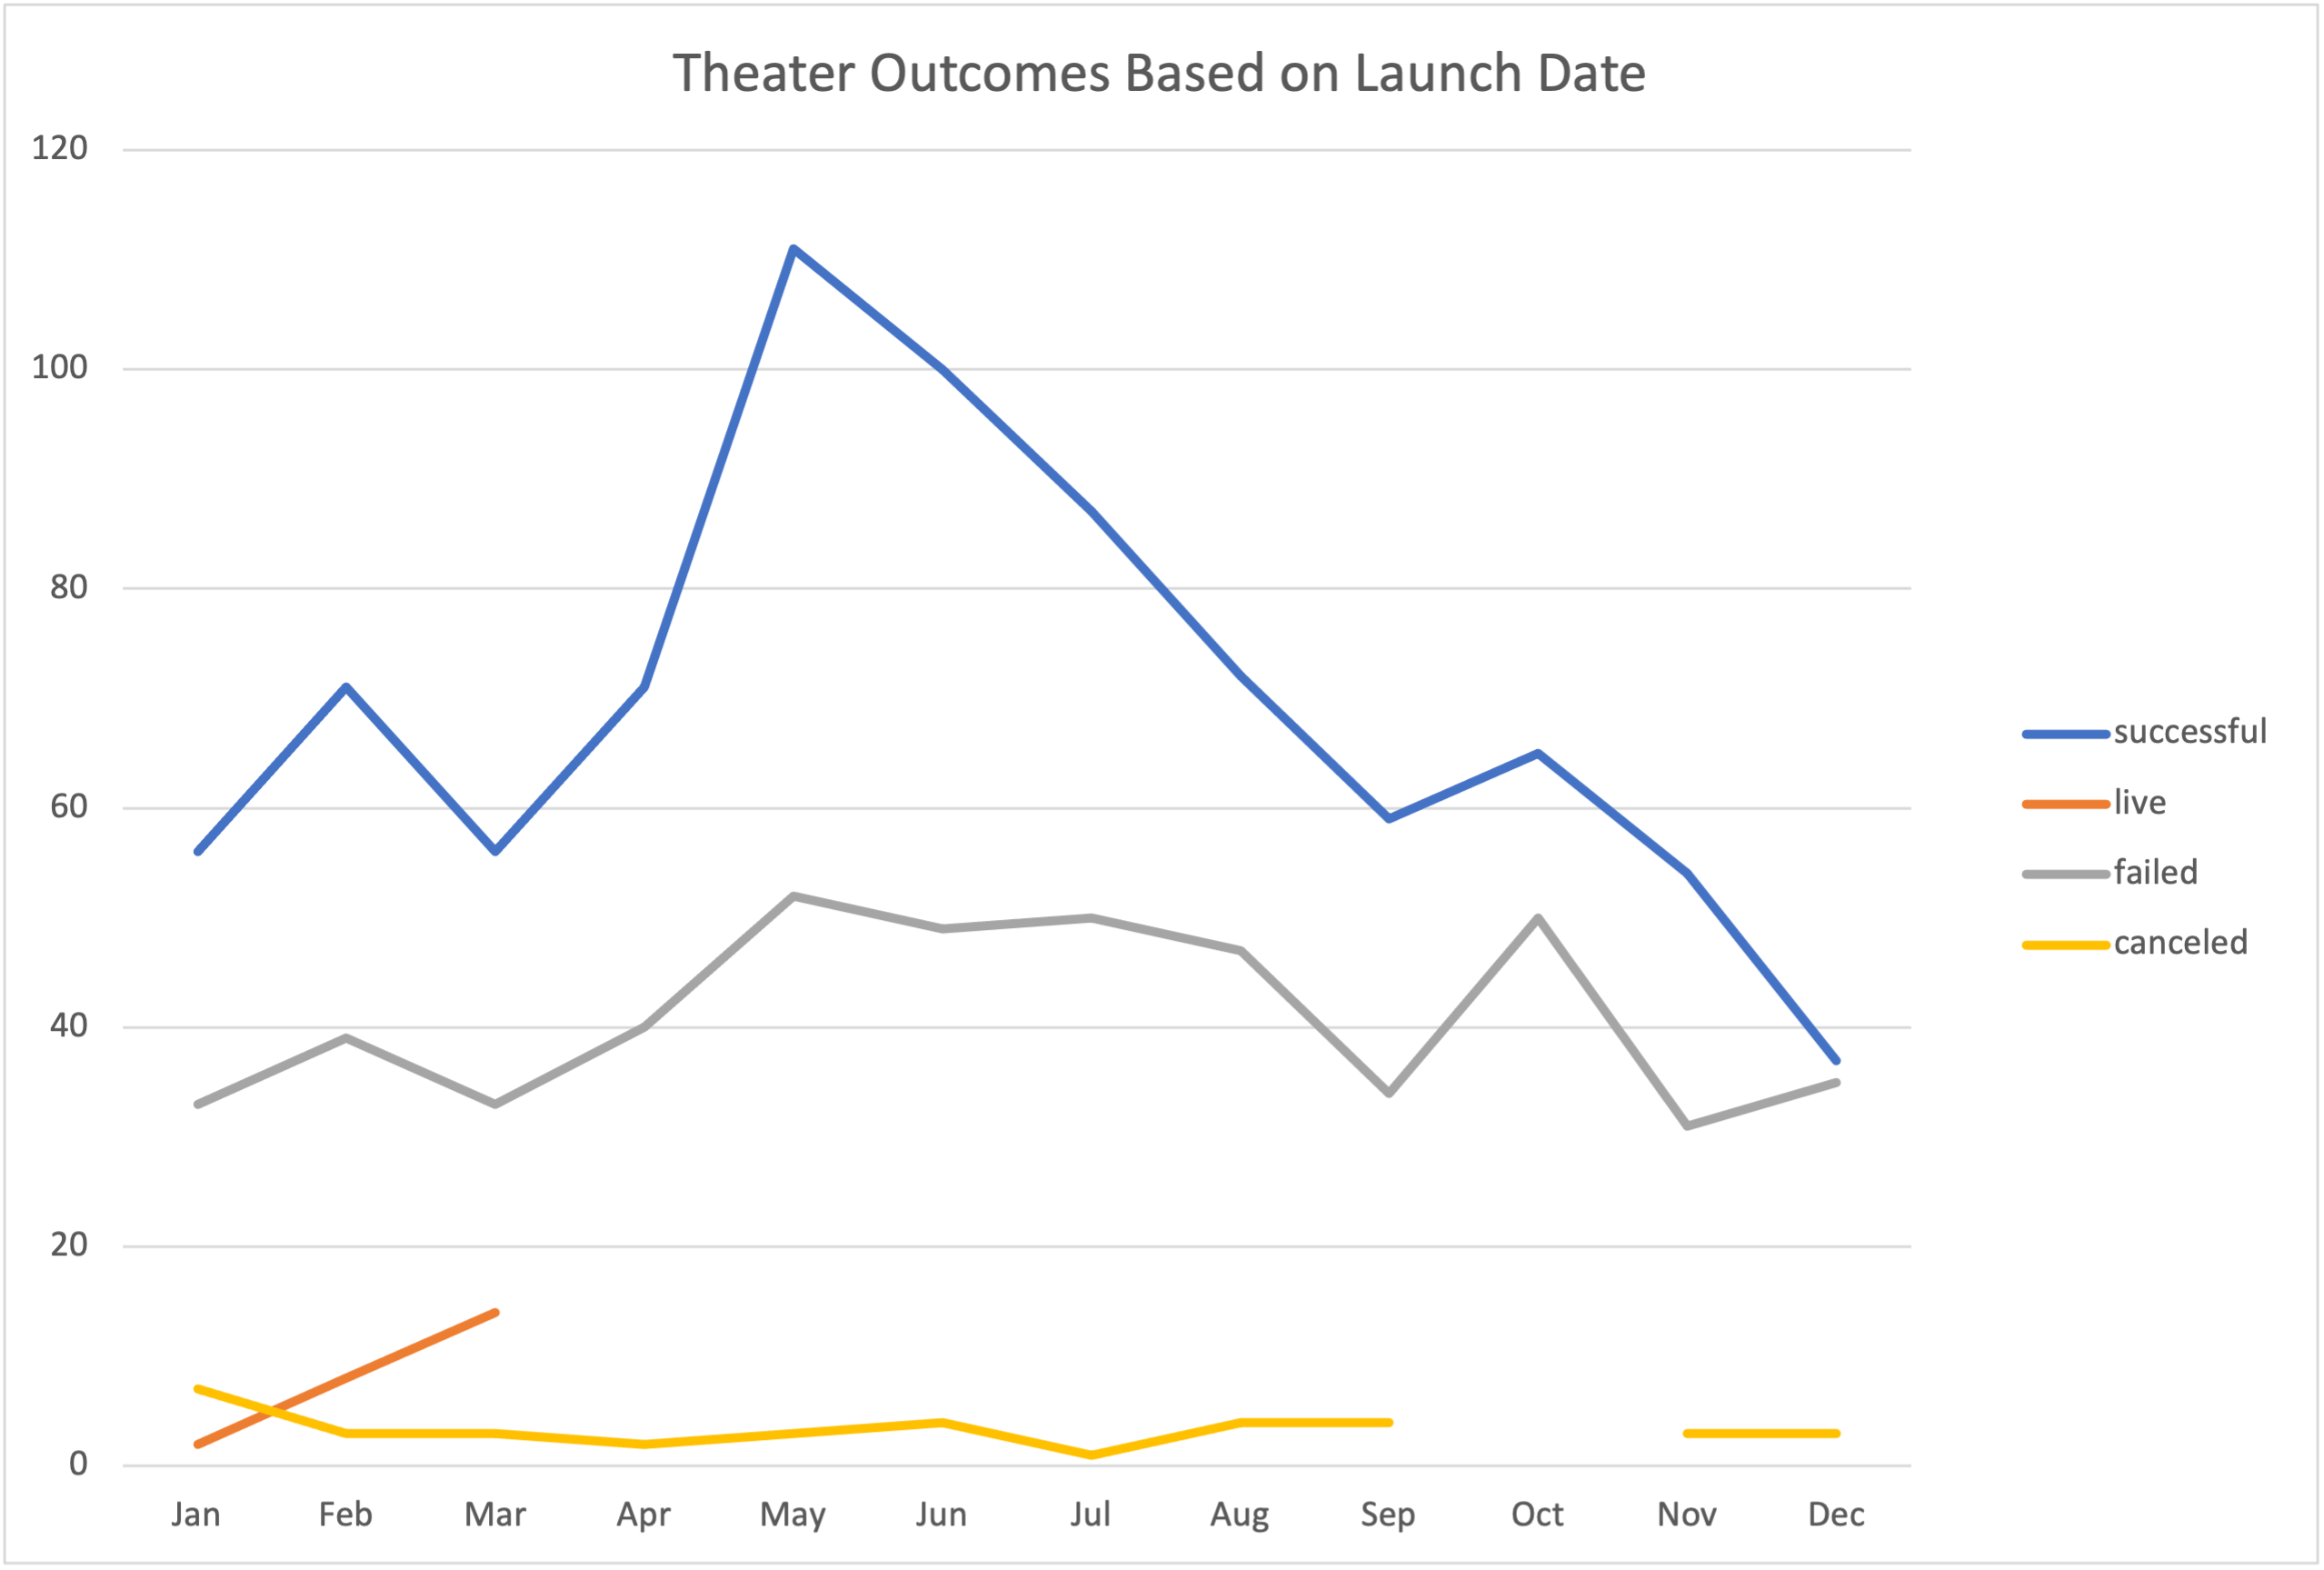 Theater Outcomes Based on Launch Date
120
100
80
60
40
20
0
Jan Feb Mar Apr May Jun Jul Aug Sep Oct Nov Dec
successful
live
failed
canceled